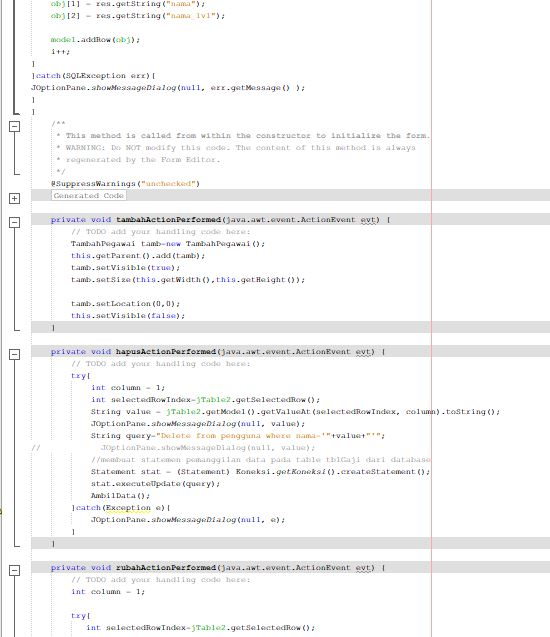 obj[1] = res.getString("nama");
obj[2] = res.getString("nama_lvl");
model.addRow(obj);
i++;
}
}catch(SQLException err){
JOptionPane.showMessageDialog(null, err.getMessage() );
}
}
/**
* This method is called from within the constructor to initialize the form.
* WARNING: Do NOT modify this code. The content of this method is always
* regenerated by the Form Editor.
*/
@SuppressWarnings("unchecked")
Generated Code
private void tambahActionPerformed(java.awt.event.ActionEvent evt) {
// TODO add your handling code here:
TambahPegawai tamb=new TambahPegawai();
this.getParent().add(tamb);
tamb.setVisible(true);
tamb.setSize(this.getWidth(),this.getHeight());
tamb.setLocation(0,0);
this.setVisible(false);
}
private void hapusActionPerformed(java.awt.event.ActionEvent evt) {
// TODO add your handling code here:
try{
int column = 1;
int selectedRowIndex=jTable2.getSelectedRow();
String value = jTable2.getModel().getValueAt(selectedRowIndex, column).toString();
JOptionPane.showMessageDialog(null, value);
String query="Delete from pengguna where nama='"+value+"'";
// JOptionPane.showMessageDialog(null, value);
//membuat statemen pemanggilan data pada table tblGaji dari database
Statement stat = (Statement) Koneksi.getKoneksi().createStatement();
stat.executeUpdate(query);
AmbilData();
}catch(Exception e){
JOptionPane.showMessageDialog(null, e);
}
}
private void rubahActionPerformed(java.awt.event.ActionEvent evt) {
// TODO add your handling code here:
int column = 1;
try{
int selectedRowIndex=jTable2.getSelectedRow();